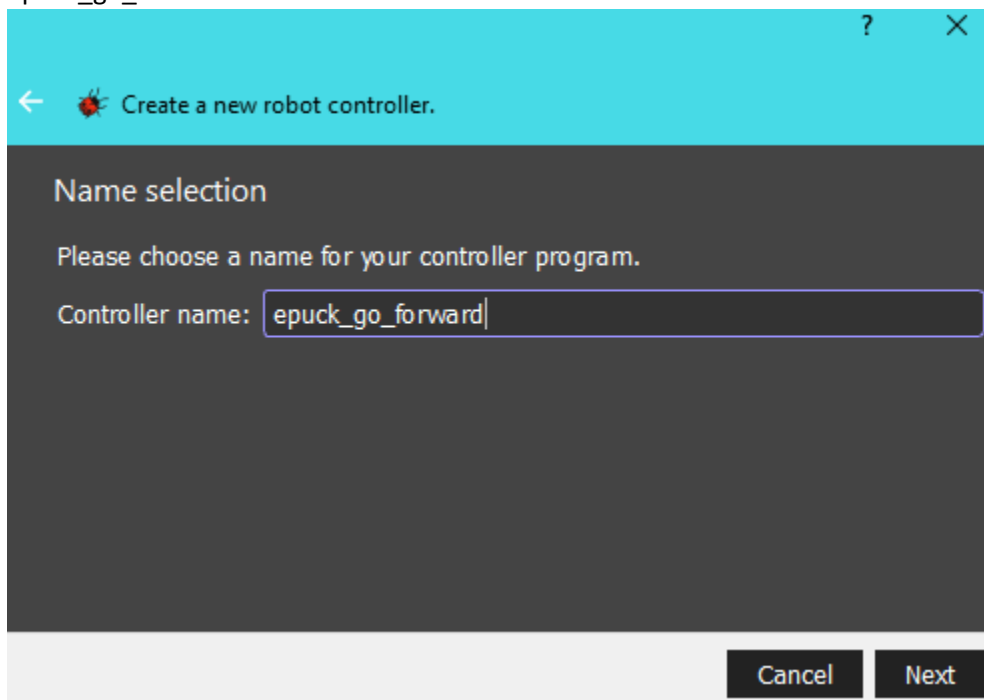 ?
Create a new robot controller.
Name selection
Please choose a name for your controller program.
Controller name: epuck_go_forward
Cancel Next